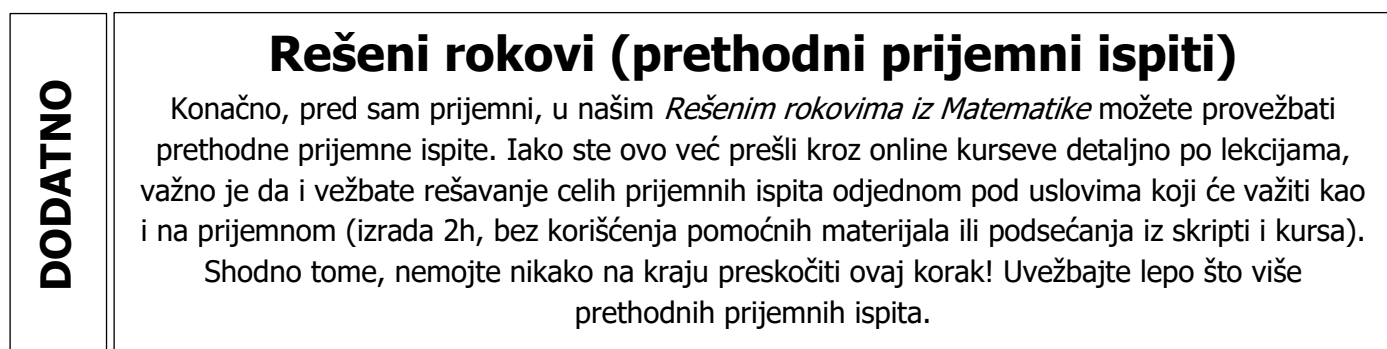 DODATNO
Rešeni rokovi (prethodni prijemni ispiti)
Konačno, pred sam prijemni, u našim Rešenim rokovima iz Matematike možete provežbati
prethodne prijemne ispite. Iako ste ovo već prešli kroz online kurseve detaljno po lekcijama,
važno je da i vežbate rešavanje celih prijemnih ispita odjednom pod uslovima koji će važiti kao
i na prijemnom (izrada 2h, bez korišćenja pomoćnih materijala ili podsećanja iz skripti i kursa).
Shodno tome, nemojte nikako na kraju preskočiti ovaj korak! Uvežbajte lepo što više
prethodnih prijemnih ispita.